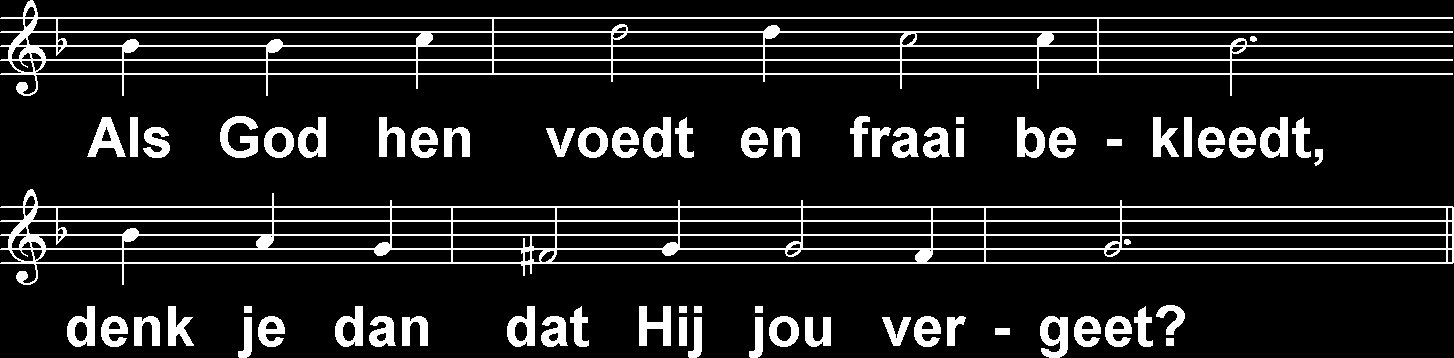 Als God hen voedt en fraai be - kleedt,
denk je dan dat Hij jou ver - geet?